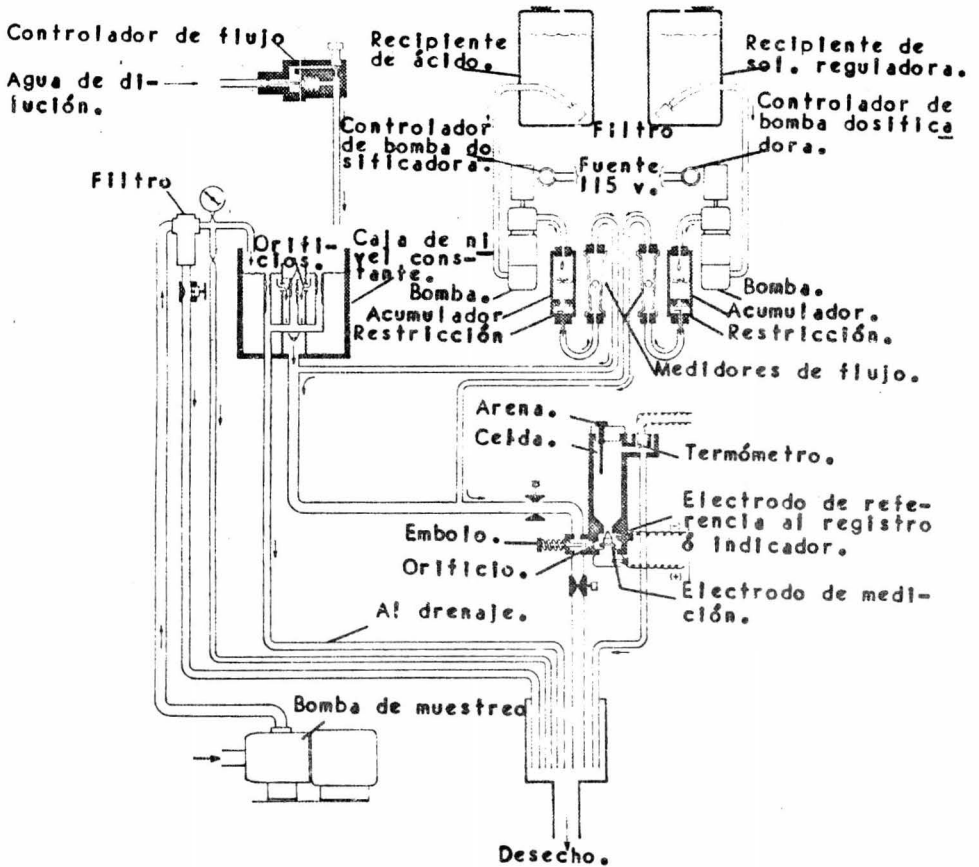 Controlador de flujo
Agua de di-
lución.
Recipiente
de ácido.
Recipiente de
sol. reguladora.
Controlador
de bomba do
sificadora.
Filtro
Fuente
115 v.
Controlador de
bomba dosifica
dora.
Filtro
Orifi-
cios.
Caja de ni
vel cons-
tante.
Bomba.
Acumulador
Restricción
Bomba.
Acumulador.
Restricción.
Medidores de flujo.
Arena.
Celda.
Termómetro.
Electrodo de refe-
rencia al registro
ó indicador.
(-)
(+)
Embolo.
Orificio.
Electrodo de medi-
ción.
Al drenaje.
Bomba de muestreo
Desecho.